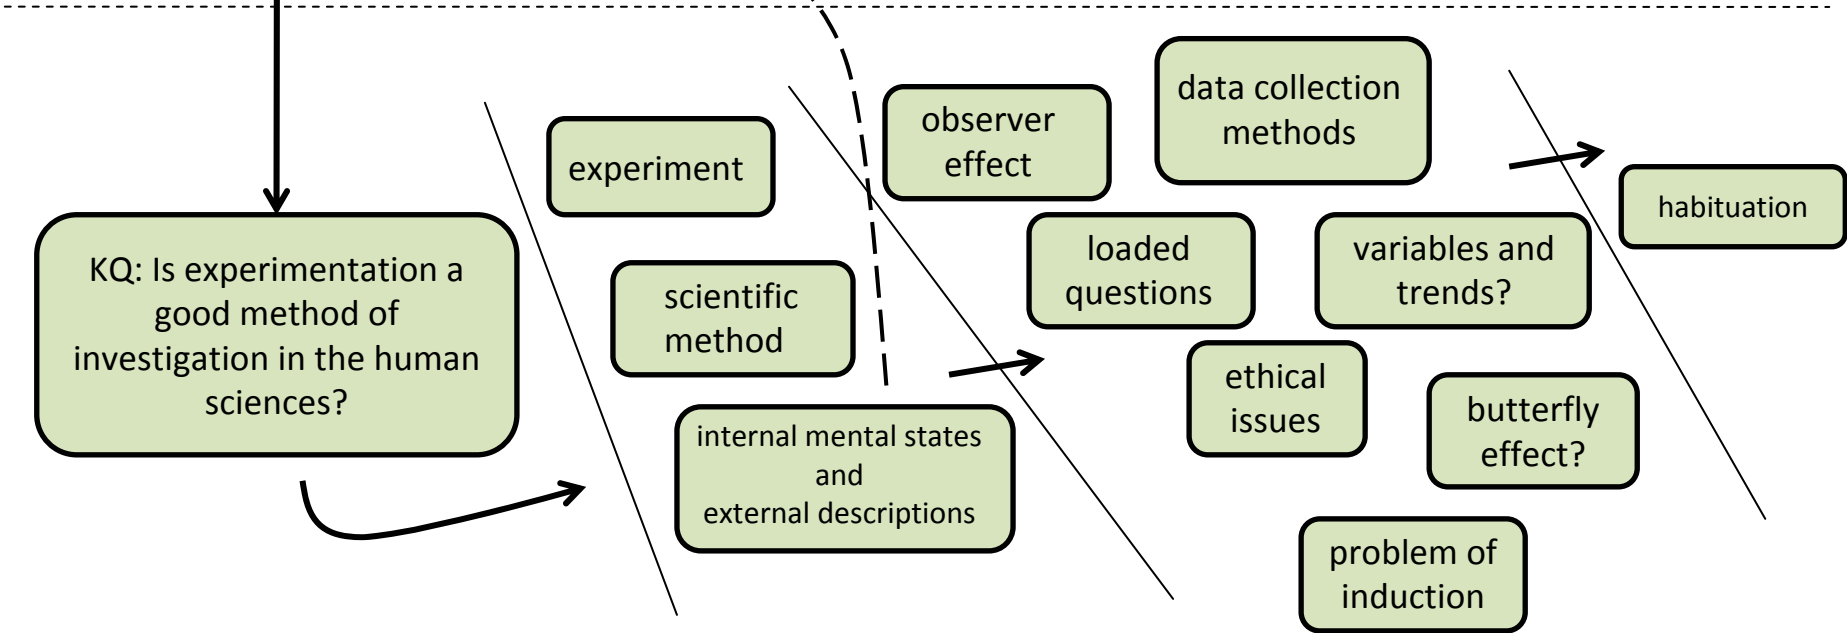 KQ: Is experimentation a
good method of
investigation in the human
sciences?
experiment
scientific
method
internal mental states
and
external descriptions
observer
effect
data collection
methods
loaded
questions
variables and
trends?
ethical
issues
butterfly
effect?
problem of
induction
habituation